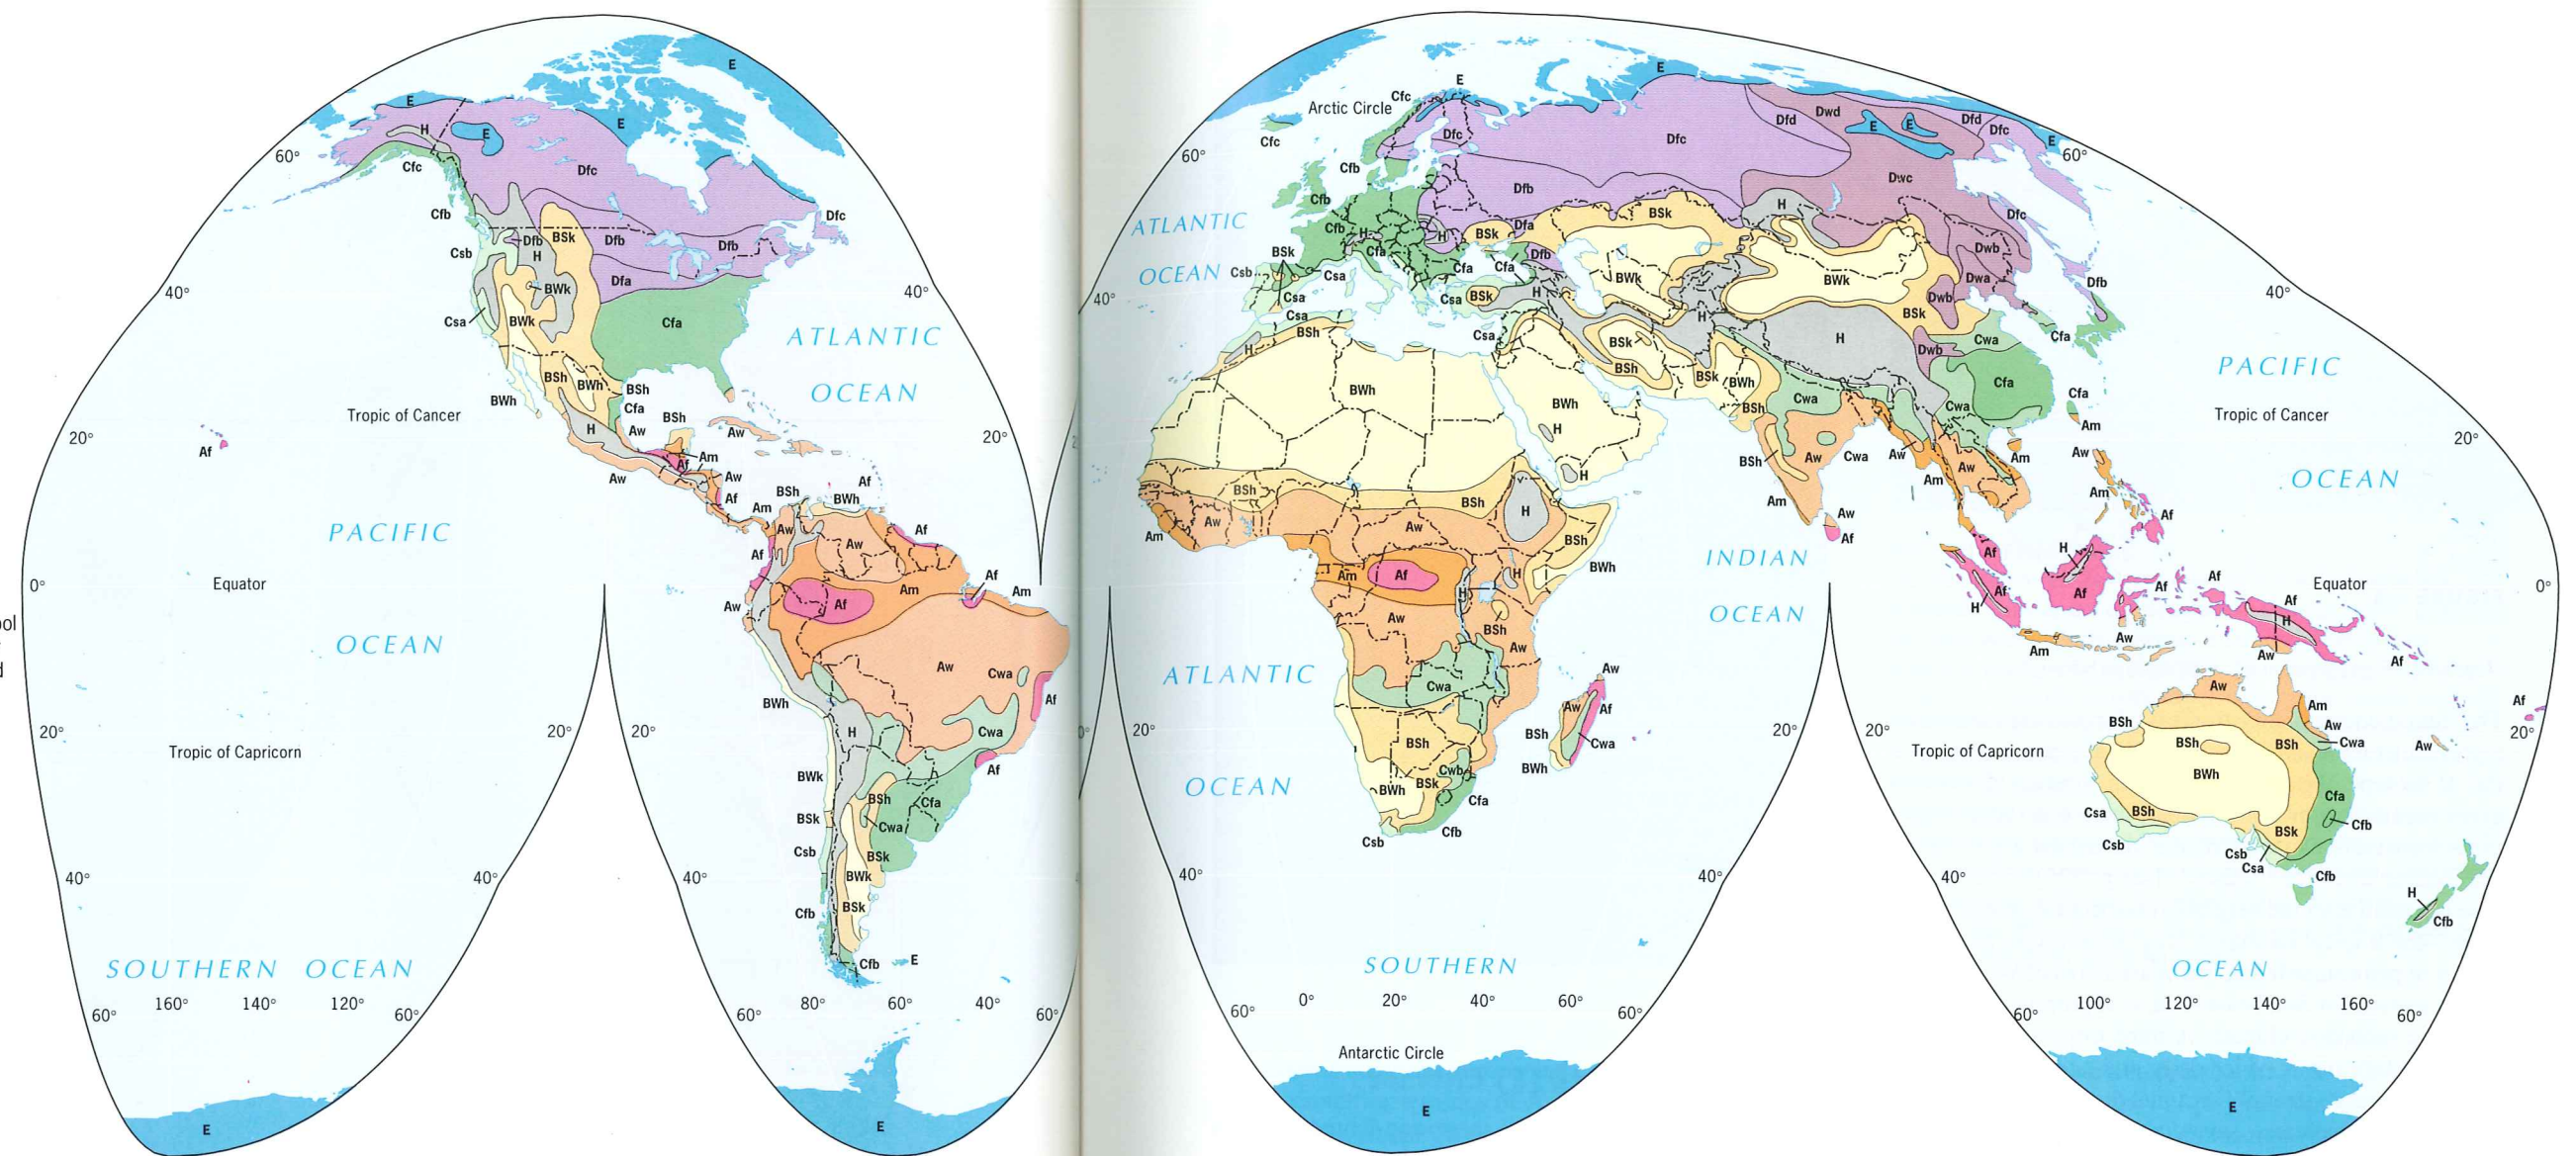 E
E
Arctic Circle
Cfc
E
E
E
H
E
E
Dfc
Dfd
Dwd
E
E
Dfd
Dfc
E
60°
Cfc
Dfc
Cfc
60°
Cfb
Dfc
60°
Dwc
Cfb
Dfc
Cfb
Dfb
BSk
H
Dfc
ATLANTIC
OCEAN
Csb
Dfb
H
BSk
Dfb
Dfb
BSk
Cfb
H
Cfa
H
BSk
Dfa
Cfa
Cfa
Dfb
Dwb
Dwa
Dwb
Dfb
40°
Csa
BWk
BWk
Dfa
40°
Cfa
Csb
Csa
Csa
Csa
BSk
H
BWk
BWk
40°
40°
ATLANTIC
OCEAN
Csa
BSh
H
Csa
BSk
BSh
H
BSk
BWh
H
Dwb
BSk
Cwa
Cfa
PACIFIC
BWh
BSh
BWh
BSh
Cfa
Tropic of Cancer
BSh
Aw
H
Aw
BWh
BWh
H
H
BSh
Cwa
Cwa
Cfa
Cfa
Am
Tropic of Cancer
20°
Af
20°
20°
Am
Af
Aw
Aw
Af
Am
BSh
BWh
Af
BSh
BSh
BSh
Aw
Cwa
Aw
Aw
Am
Aw
OCEAN
PACIFIC
Aw
Aw
Af
Am
Aw
Aw
H
BSh
BWh
Am
Aw
Af
Am
Am
Af
INDIAN
OCEAN
0°
Equator
OCEAN
Af
Aw
Af
Am
Af
Am
Am
Af
H
H
Aw
BSh
Aw
H
Af
H
Af
Af
Af
Af
H
Equator
0°
Aw
Am
Aw
Af
ool
d
BWh
Aw
Cwa
Af
ATLANTIC
OCEAN
Cwa
Aw
Aw
Af
Cwa
BSh
BWh
Aw
Am
Aw
Cwa
Af
20°
Tropic of Capricorn
20°
20°
H
Cwa
Af
0°
20°
BSh
20°
20°
Tropic of Capricorn
BSh
BSh
BSh
BWh
Aw
20°
BWk
BSh
Cfa
Cwa
BSk
BWh
BSk
Cwb
Cfa
Csb
Cfb
Csa
BSh
Csb
Cfa
Cfb
BSk
Csb
Csa
Cfb
BSk
Csb
40°
40°
40°
BWk
BSk
Cfb
40°
40°
40°
H
Cfb
SOUTHERN OCEAN
Cfb
E
SOUTHERN
OCEAN
60°
160°
140°
120°
60°
60°
80°
60°
40°
60°
60°
0°
20°
40°
60°
60°
60°
100°
120°
140°
160°
60°
Antarctic Circle
E
E
E
E